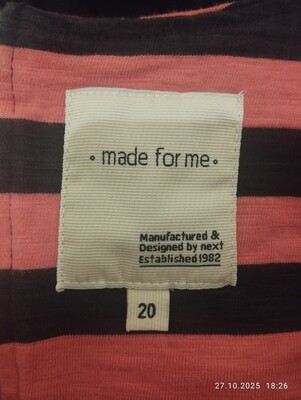 ◦ made for me ◦
Manufactured &
Designed by next
Established 1982
20
27.10.2025 18:26